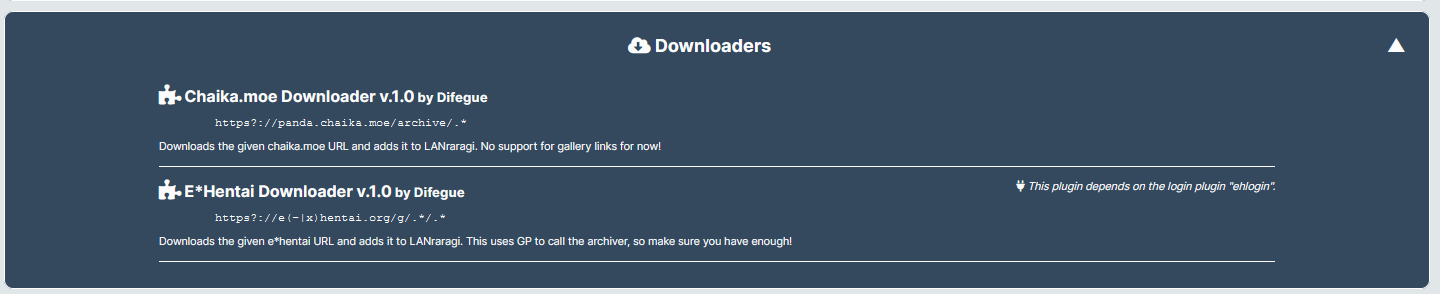 Downloaders
Chaika.moe Downloader v.1.0 by Difegue
https?://panda.chaika.moe/archive/.*
Downloads the given chaika.moe URL and adds it to LANraragi. No support for gallery links for now!
E*Hentai Downloader v.1.0 by Difegue
This plugin depends on the login plugin "ehlogin".
https?://e(-|x)hentai.org/g/.*/.*
Downloads the given e*hentai URL and adds it to LANraragi. This uses GP to call the archiver, so make sure you have enough!